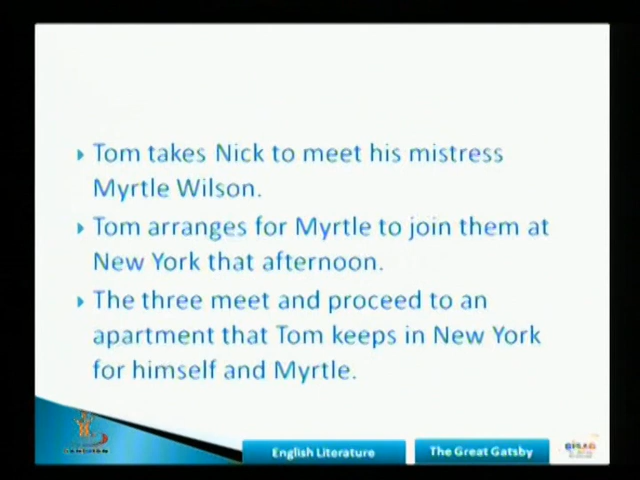 Tom takes Nick to meet his mistress
Myrtle Wilson.
Tom arranges for Myrtle to join them at
New York that afternoon.
The three meet and proceed to an
apartment that Tom keeps in New York
for himself and Myrtle.
English Literature
The Great Gatsby